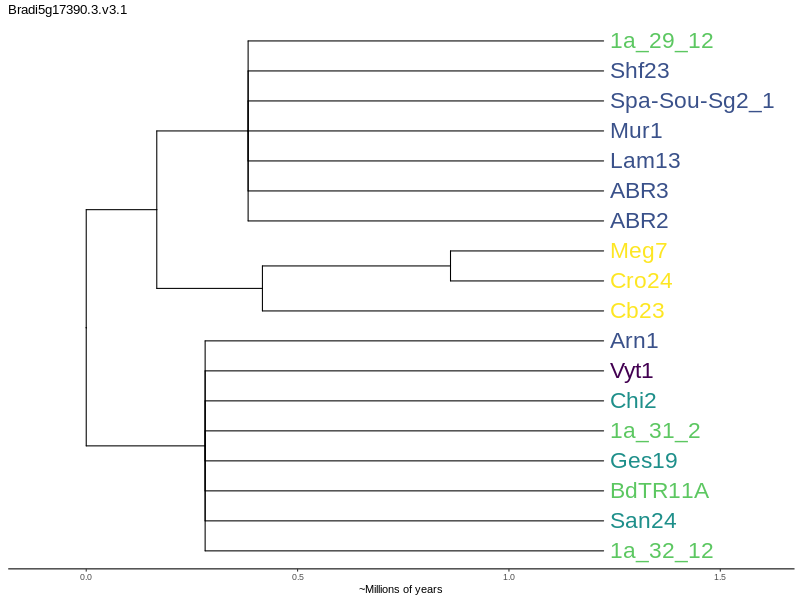 Bradi5g17390.3.v3.1
1a_29_12
Shf23
Spa-Sou-Sg2_1
Mur1
Lam13
ABR3
ABR2
Meg7
Cro24
Cb23
Arn1
Vyt1
Chi2
1a_31_2
Ges19
BdTR11A
San24
1a_32_12
0.0 0.5 1.0 1.5
~Millions of years